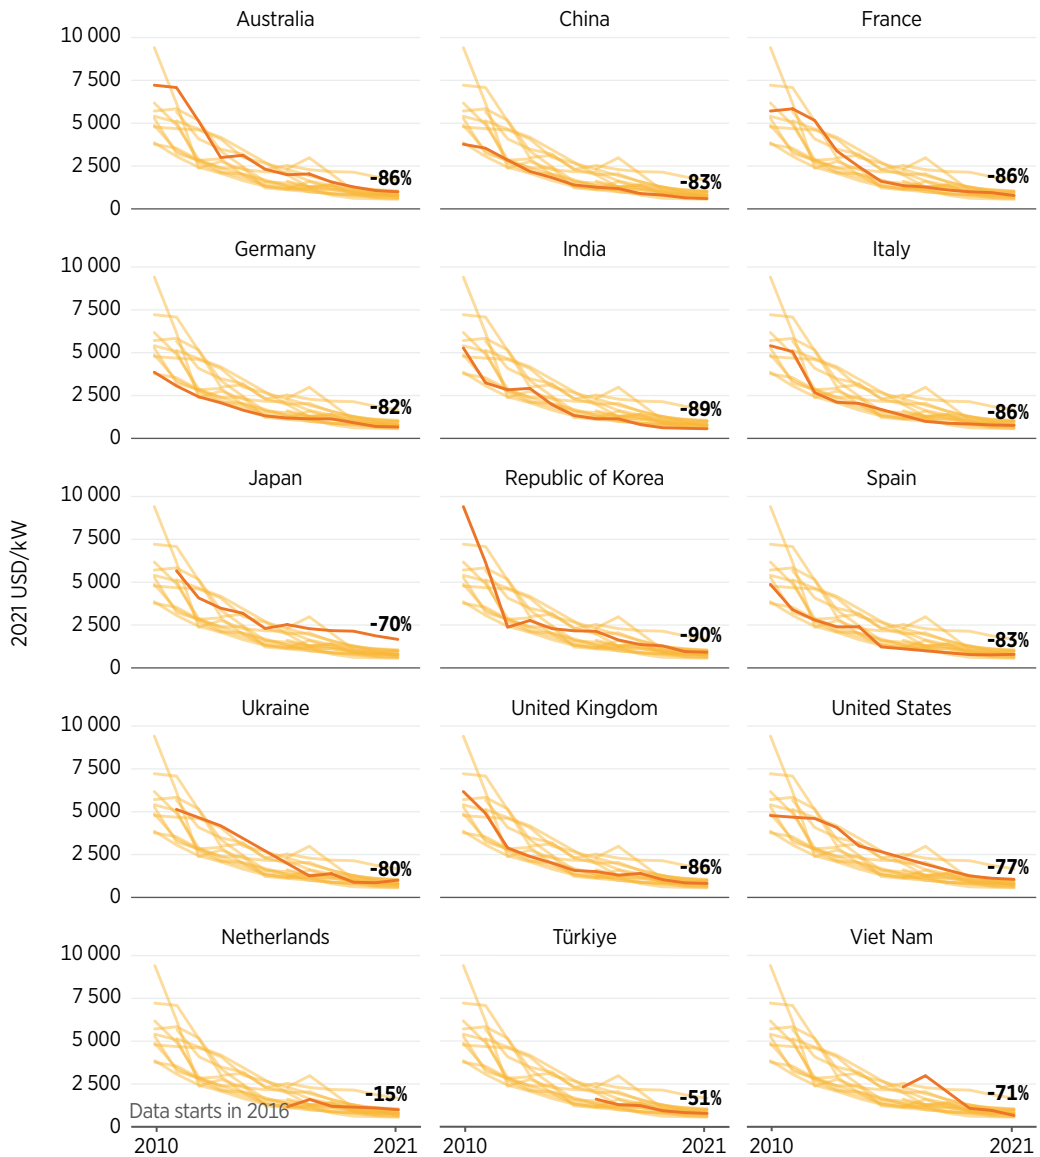 Australia
China
France
10 000
7 500
5 000
2 500
0
-86%
-83%
-86%
Germany
India
Italy
10 000
7 500
5 000
2 500
0
-82%
-89%
-86%
Japan
Republic of Korea
Spain
10 000
7 500
5 000
2 500
0
-70%
-90%
-83%
2021 USD/kW
Ukraine
United Kingdom
United States
10 000
7 500
5 000
2 500
0
-80%
-86%
-77%
Netherlands
Türkiye
Viet Nam
10 000
7 500
5 000
2 500
0
-15%
-51%
-71%
Data starts in 2016
2010
2021
2010
2021
2010
2021